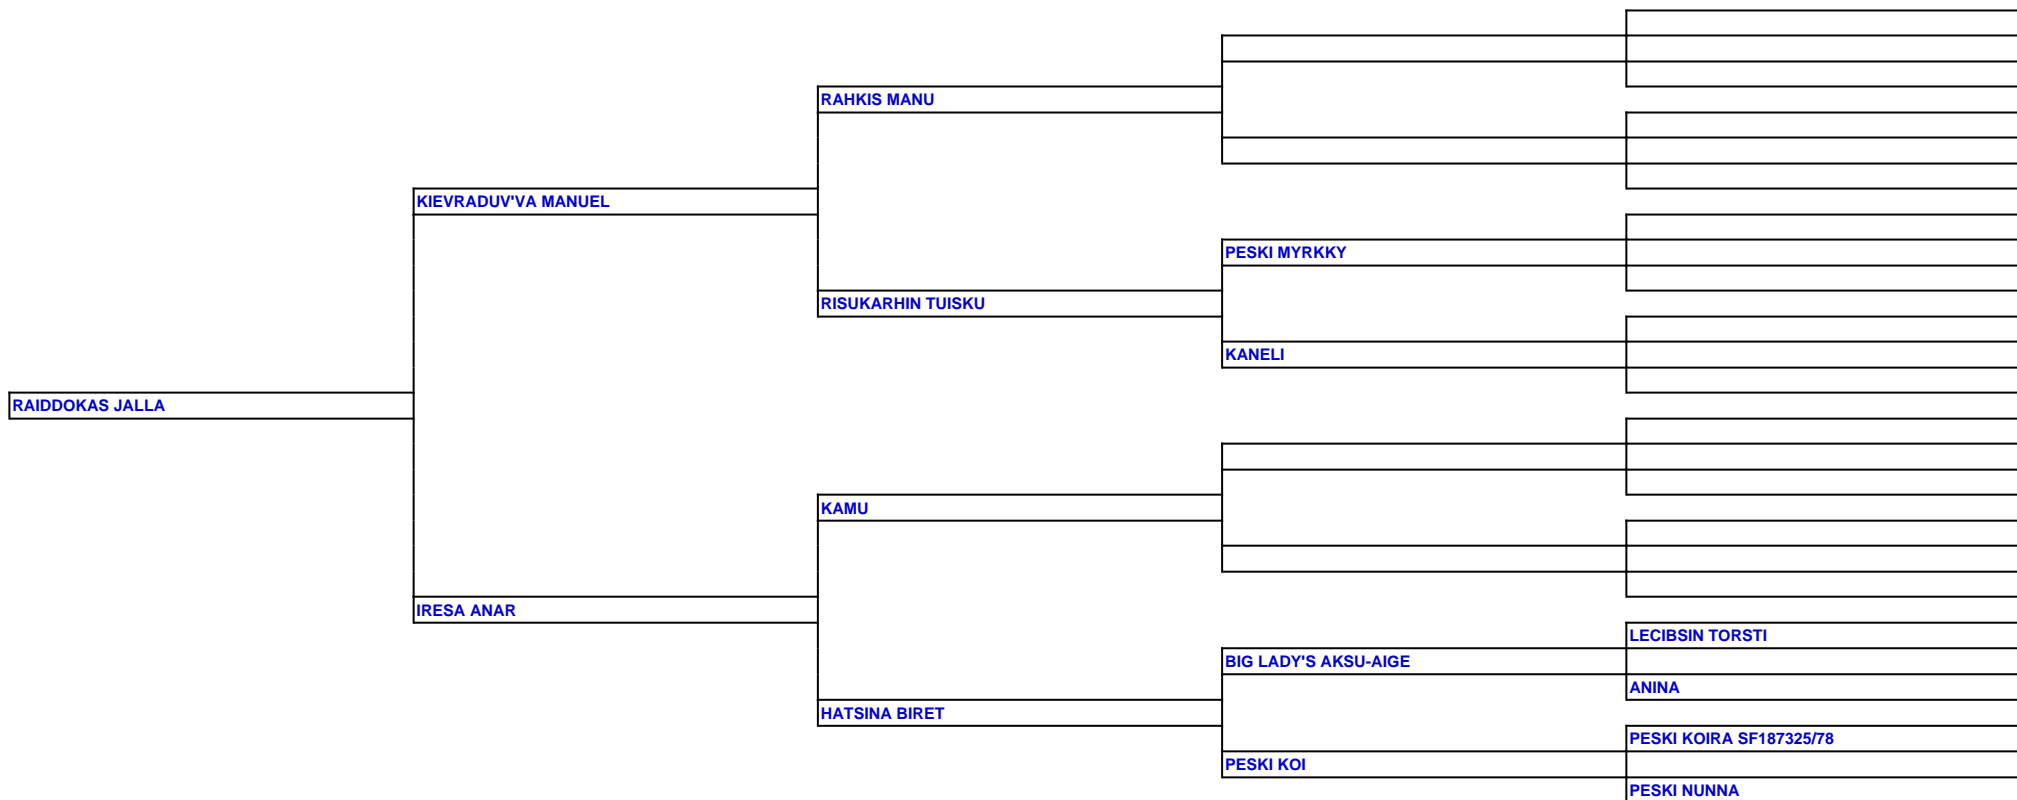 RAHKIS MANU
KIEVRADUV'VA MANUEL
PESKI MYRKKY
RISUKARHIN TUISKU
KANELI
RAIDDOKAS JALLA
KAMU
IRESA ANAR
LECIBSIN TORSTI
BIG LADY'S AKSU-AIGE
ANINA
HATSINA BIRET
PESKI KOIRA SF187325/78
PESKI KOI
PESKI NUNNA